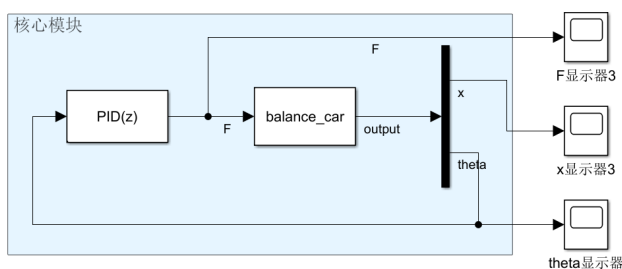 核心模块
F
F显示器3
PID(z)
F
balance_car
output
x
x显示器3
theta
theta显示器